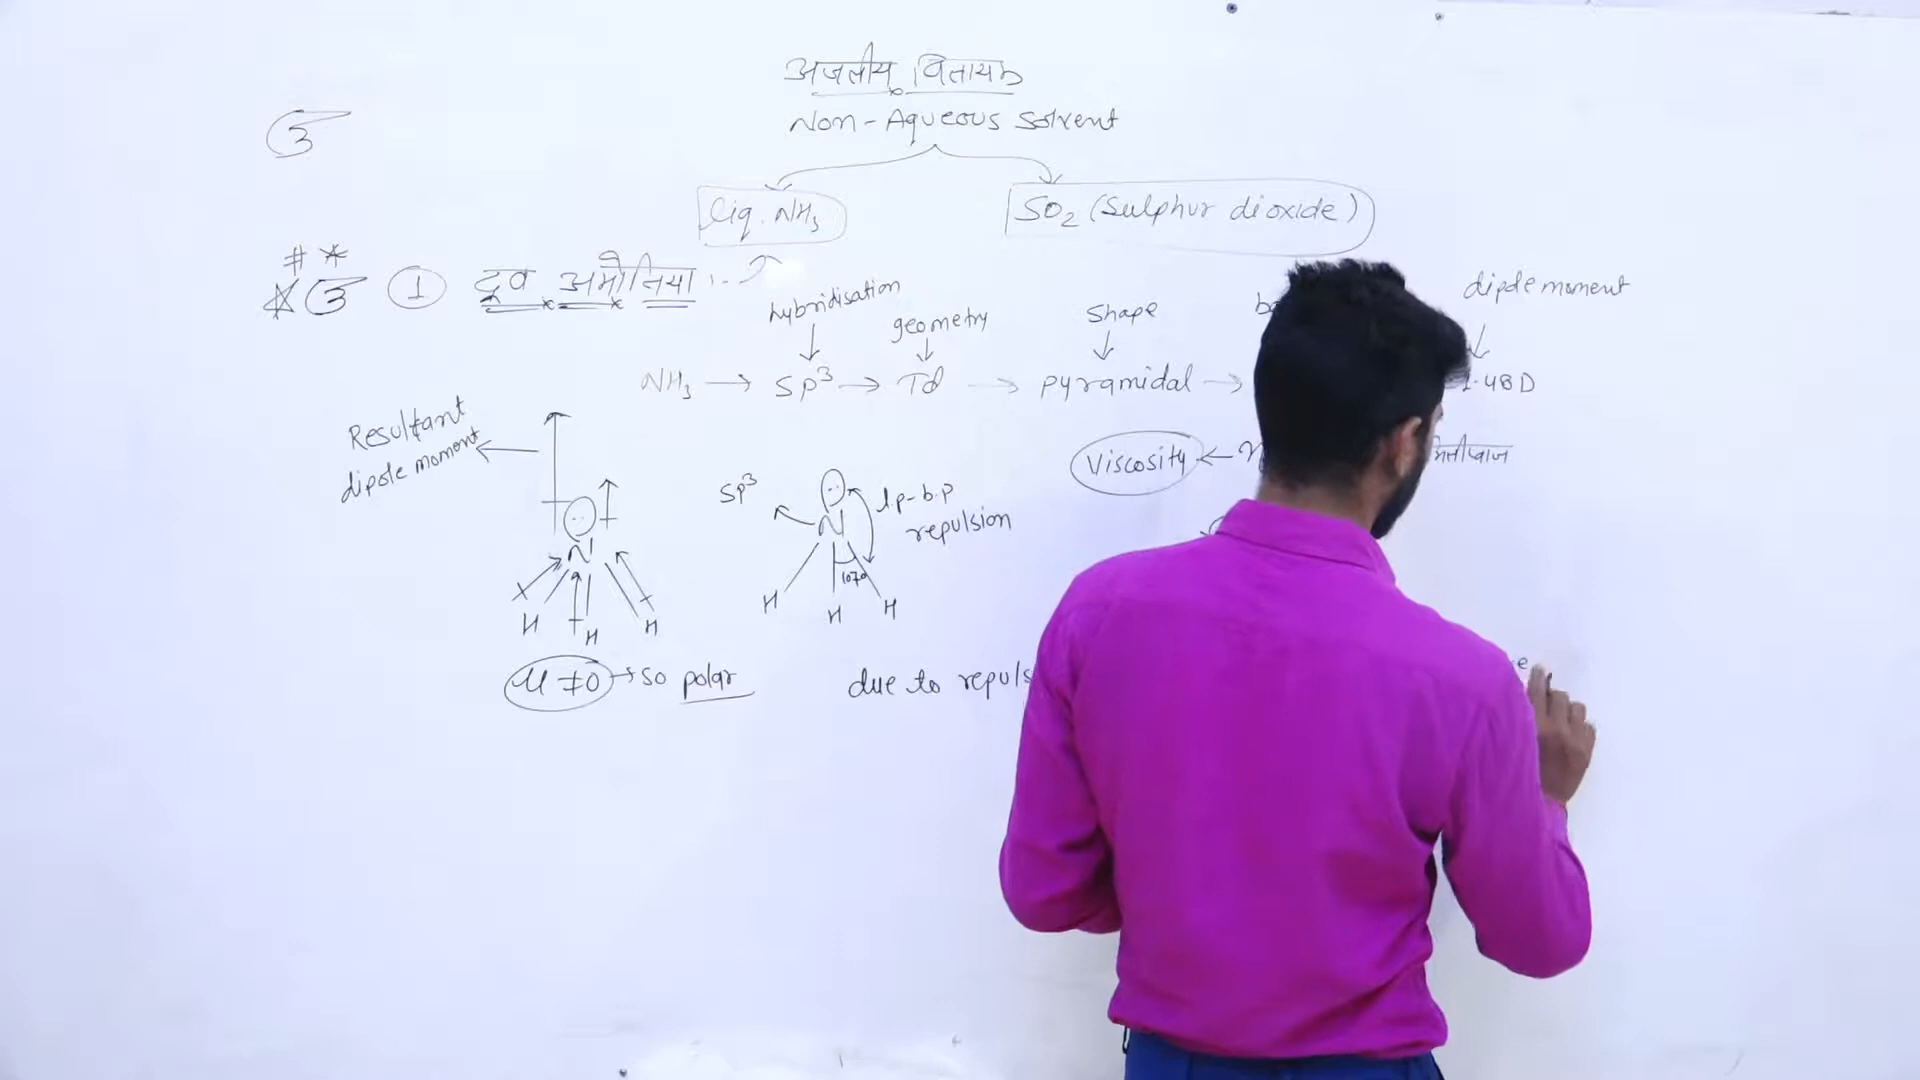 अजलीय विलायक
Non-Aqueous Solvent
3
liq. NH3
SO2 (Sulphur dioxide)
# *
3 1 द्रव अमोनिया :-
hybridisation
geometry
Shape
dipole moment
NH3 → SP3 → Td → Pyramidal → 1.48 D
Resultant
dipole moment
Viscosity ←
SP3
l.p-b.p
repulsion
N
N
107°
H H H
H H H
μ ≠ 0 → so polar
due to repuls